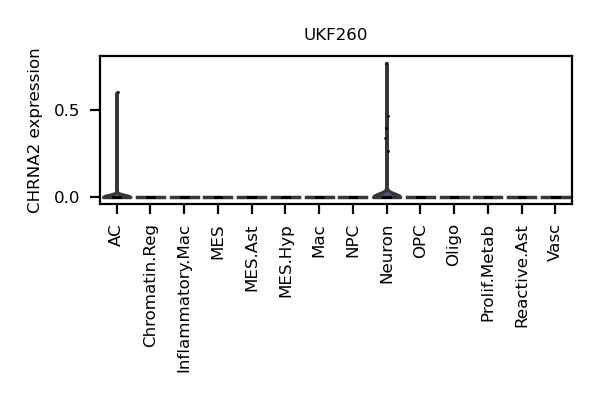 UKF260
CHRNA2 expression
0.5
0.0
AC
Chromatin.Reg
Inflammatory.Mac
MES
MES.Ast
MES.Hyp
Mac
NPC
Neuron
OPC
Oligo
Prolif.Metab
Reactive.Ast
Vasc